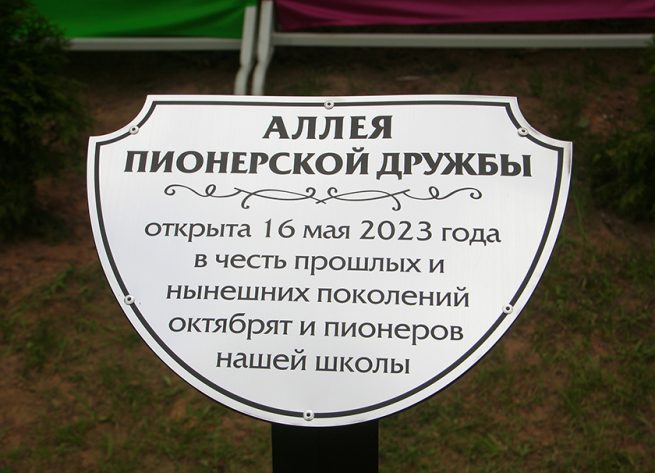 АЛЛЕЯ
ПИОНЕРСКОЙ ДРУЖБЫ
открыта 16 мая 2023 года
в честь прошлых и
нынешних поколений
октябрят и пионеров
нашей школы